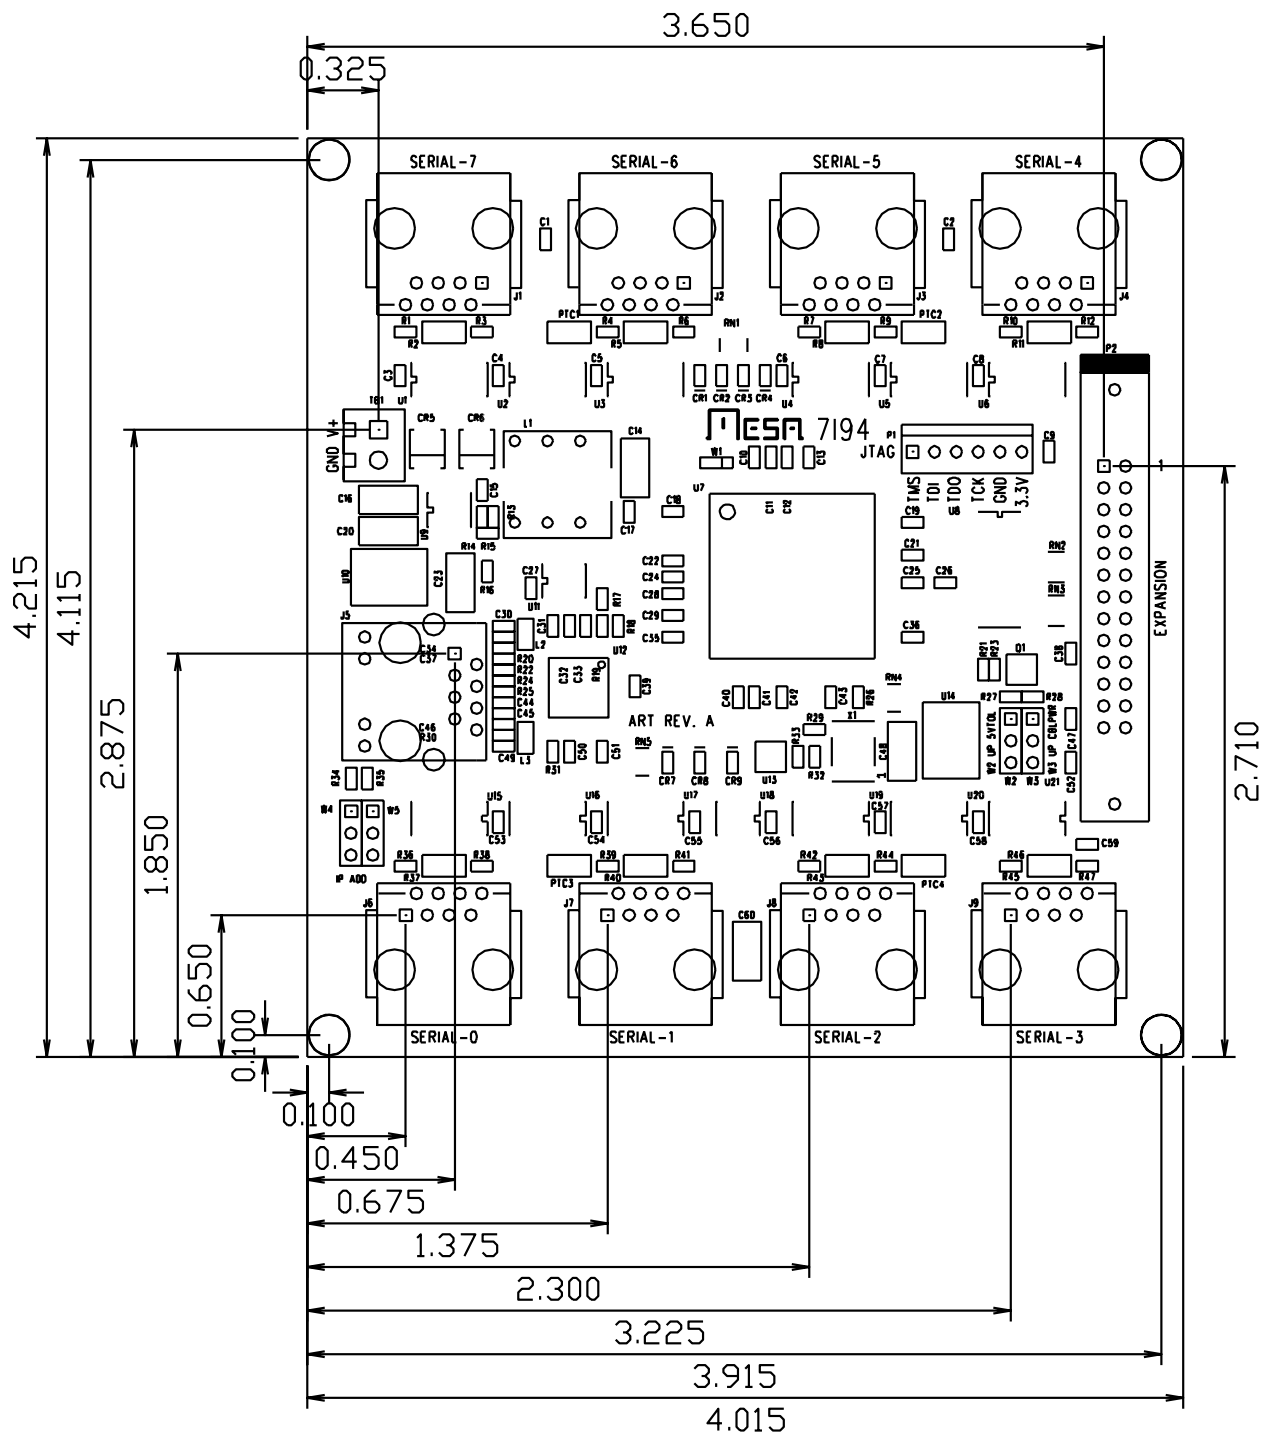 3.650
0.325
SERIAL-7 SERIAL-6 SERIAL-5 SERIAL-4
C1 C2
J1 J2 J3 J4
R1 R3 PTC1 R4 R6 RN1 R7 R9 PTC2 R10 R12
R2 R5 R8 R11 P2
C3 C4 C5 C6 C7 C8
CR1 CR2 CR3 CR4
TB1 U1 U2 U3 U4 U5 U6
V+ CR5 CR6 L1 C14 MESA 7194 P1
GND W1 C10 C13 JTAG C9
1
TMS TDI TDO TCK GND 3.3V
C16 C15 U7 C11 C12 U8
C20 U9 R13 C17 C18 C19
R14 R15 RN2
U10 C23 R16 C27 C22 C21
C24 C25 C26 RN3
U11 R17 C28
J5 C30 C31 R18 C29 C36 EXPANSION
L2 U12 C35
C34 R20 R21 R23 Q1 C38
C37 R22 C32 C33 R19
R24 C39 RN4
R25 C40 C41 C42 C43 R26 U14 R27 R28
C44
C45 ART REV. A R29 X1
C46 R30 RN5 R33 C48 W2 UP 5VTOL W3 UP CBLPWR C47
C49 L3 R31 C50 C51 CR7 CR8 CR9 U13 R32 1 W2 W3 U21 C52
R34 R35
W4 W5 U15 U16 U17 U18 U19 U20
C57
C53 C54 C55 C56 C58 C59
R36 R38 R39 R41 R42 R44 R46
IP ADD R37 PTC3 R40 R43 PTC4 R45 R47
J6 J7 C60 J8 J9
SERIAL-0 SERIAL-1 SERIAL-2 SERIAL-3
4.215
4.115
2.875
1.850
0.650
0.100
2.710
0.100
0.450
0.675
1.375
2.300
3.225
3.915
4.015